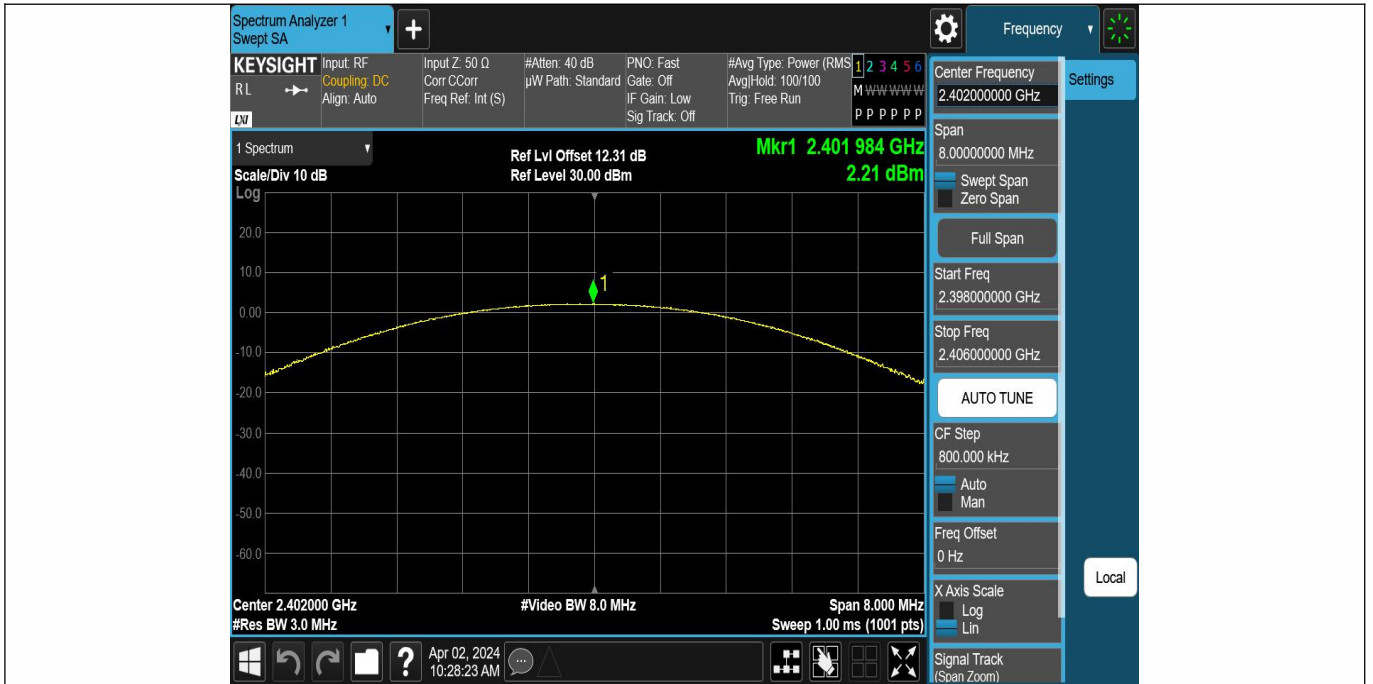 Spectrum Analyzer 1
Swept SA
+
Frequency
KEYSIGHT
R L
LXI
Input: RF
Coupling: DC
Align: Auto
Input Z: 50 Ω
Corr CCorr
Freq Ref: Int (S)
#Atten: 40 dB
µW Path: Standard
PNO: Fast
Gate: Off
IF Gain: Low
Sig Track: Off
#Avg Type: Power (RMS
Avg|Hold: 100/100
Trig: Free Run
1 2 3 4 5 6
M W W W W W
P P P P P P
1 Spectrum
Scale/Div 10 dB
Ref Lvl Offset 12.31 dB
Ref Level 30.00 dBm
Mkr1 2.401 984 GHz
2.21 dBm
Log
20.0
10.0
0.00
-10.0
-20.0
-30.0
-40.0
-50.0
-60.0
1
Center 2.402000 GHz
#Res BW 3.0 MHz
#Video BW 8.0 MHz
Span 8.000 MHz
Sweep 1.00 ms (1001 pts)
Center Frequency
2.402000000 GHz
Settings
Span
8.00000000 MHz
Swept Span
Zero Span
Full Span
Start Freq
2.398000000 GHz
Stop Freq
2.406000000 GHz
AUTO TUNE
CF Step
800.000 kHz
Auto
Man
Freq Offset
0 Hz
X Axis Scale
Log
Lin
Local
Signal Track
(Span Zoom)
?
Apr 02, 2024
10:28:23 AM